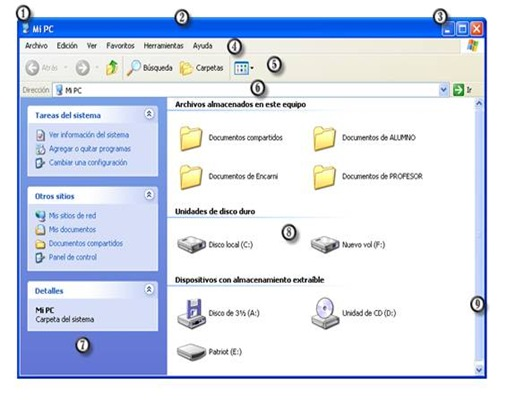 1
2
3
Mi PC
Archivo Edición Ver Favoritos Herramientas Ayuda
4
Atrás
Búsqueda
Carpetas
5
Dirección
Mi PC
6
Ir
Tareas del sistema
Ver información del sistema
Agregar o quitar programas
Cambiar una configuración
Otros sitios
Mis sitios de red
Mis documentos
Documentos compartidos
Panel de control
Detalles
Mi PC
Carpeta del sistema
7
Archivos almacenados en este equipo
Documentos compartidos
Documentos de ALUMNO
Documentos de Encarni
Documentos de PROFESOR
Unidades de disco duro
8
Disco local (C:)
Nuevo vol (F:)
Dispositivos con almacenamiento extraíble
9
Disco de 3½ (A:)
Unidad de CD (D:)
Patriot (E:)